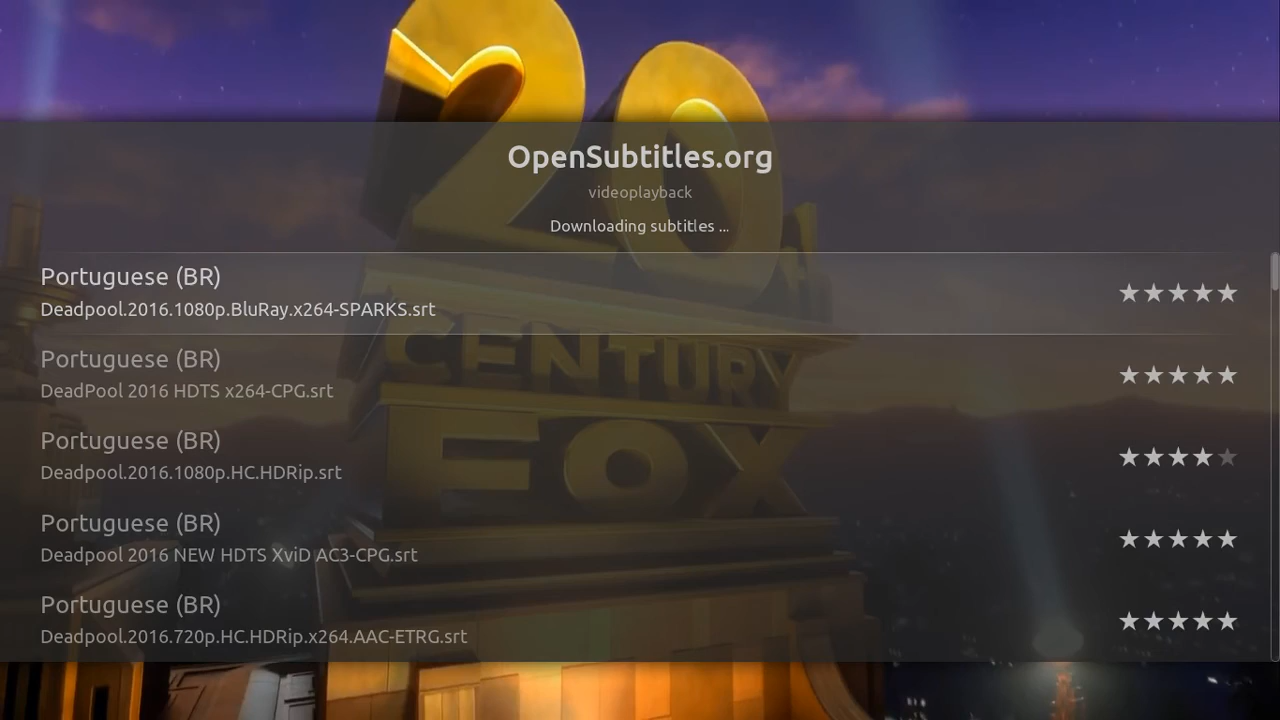 20
CENTURY
FOX
OpenSubtitles.org
videoplayback
Downloading subtitles ...
Portuguese (BR)
Deadpool.2016.1080p.BluRay.x264-SPARKS.srt
Portuguese (BR)
DeadPool 2016 HDTS x264-CPG.srt
Portuguese (BR)
Deadpool.2016.1080p.HC.HDRip.srt
Portuguese (BR)
Deadpool 2016 NEW HDTS XviD AC3-CPG.srt
Portuguese (BR)
Deadpool.2016.720p.HC.HDRip.x264.AAC-ETRG.srt